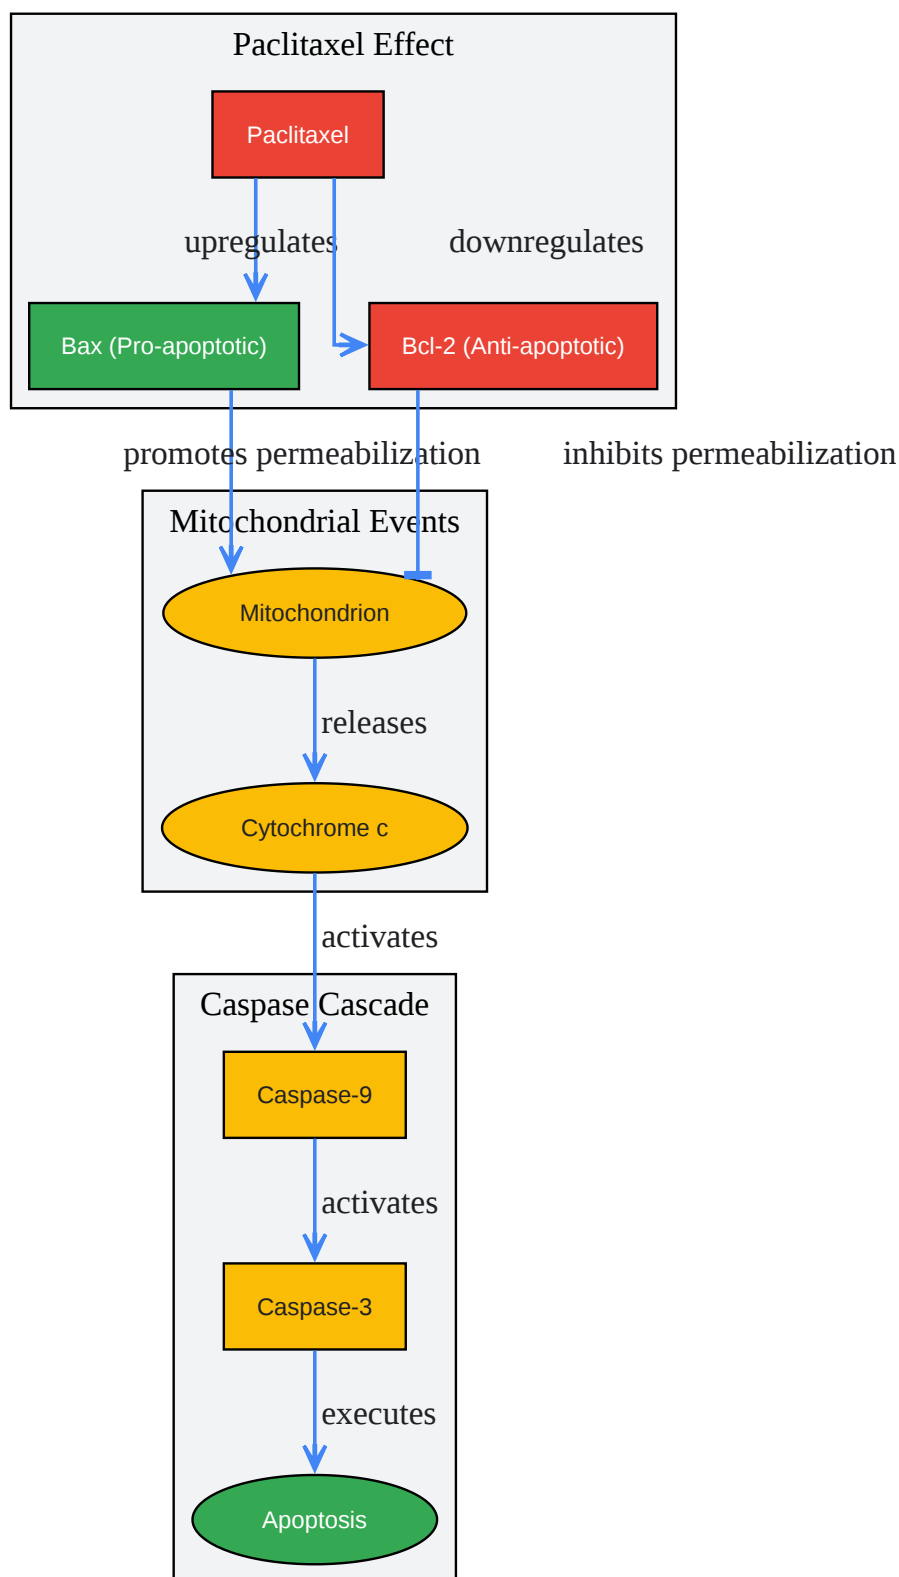 Paclitaxel Effect
Paclitaxel
upregulates
downregulates
Bax (Pro-apoptotic)
Bcl-2 (Anti-apoptotic)
promotes permeabilization
inhibits permeabilization
Mitochondrial Events
Mitochondrion
releases
Cytochrome c
activates
Caspase Cascade
Caspase-9
activates
Caspase-3
executes
Apoptosis